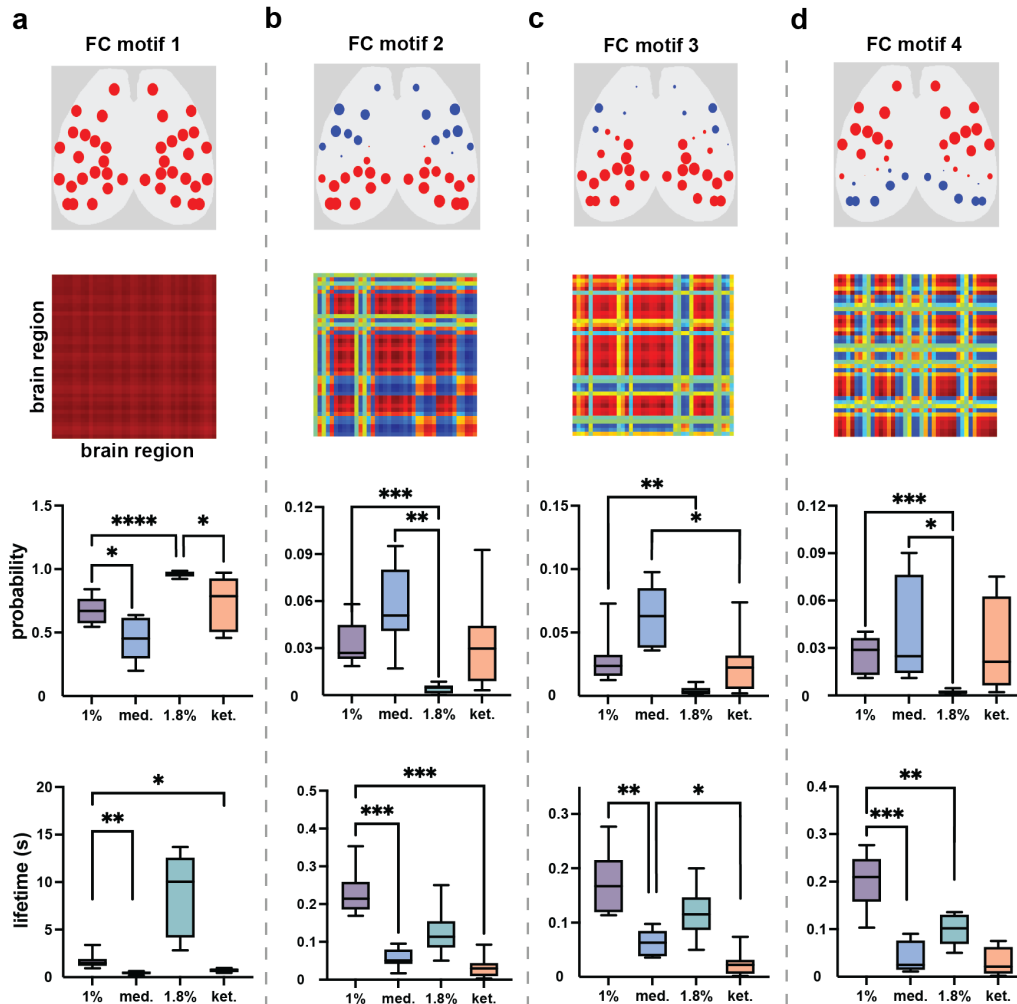 a
b
c
d
FC motif 1
FC motif 2
FC motif 3
FC motif 4
brain region
brain region
probability
1.5
1.0
0.5
0
****
*
*
1% med. 1.8% ket.
0.12
0.09
0.06
0.03
0
***
**
1% med. 1.8% ket.
0.15
0.10
0.05
0
**
*
1% med. 1.8% ket.
0.12
0.09
0.06
0.03
0
***
*
1% med. 1.8% ket.
lifetime (s)
20
15
10
5
0
*
**
1% med. 1.8% ket.
0.5
0.4
0.3
0.2
0.1
0
***
***
1% med. 1.8% ket.
0.3
0.2
0.1
0
**
*
1% med. 1.8% ket.
0.4
0.3
0.2
0.1
0
**
***
1% med. 1.8% ket.